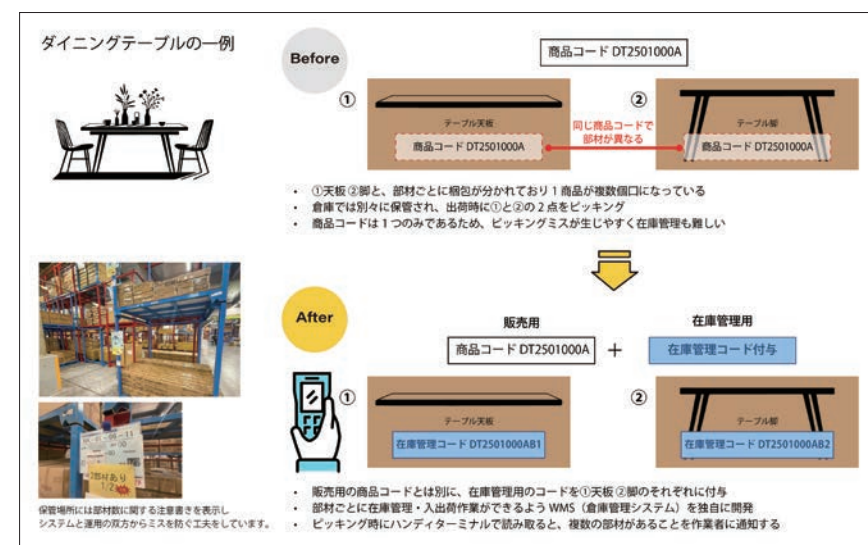 ダイニングテーブルの一例
Before
商品コード DT2501000A
①
テーブル天板
商品コード DT2501000A
同じ商品コードで
部材が異なる
②
テーブル脚
商品コード DT2501000A
・ ①天板 ②脚と、部材ごとに梱包が分かれており 1 商品が複数個口になっている
・ 倉庫では別々に保管され、出荷時に①と②の 2 点をピッキング
・ 商品コードは 1 つのみであるため、ピッキングミスが生じやすく在庫管理も難しい
After
販売用
商品コード DT2501000A
+
在庫管理用
在庫管理コード付与
①
テーブル天板
在庫管理コード DT2501000AB1
②
テーブル脚
在庫管理コード DT2501000AB2
・ 販売用の商品コードとは別に、在庫管理用のコードを①天板 ②脚のそれぞれに付与
・ 部材ごとに在庫管理・入出荷作業ができるよう WMS（倉庫管理システム）を独自に開発
・ ピッキング時にハンディターミナルで読み取ると、複数の部材があることを作業者に通知する
2部材あり
1/2
保管場所には部材数に関する注意書きを表示し
システムと運用の双方からミスを防ぐ工夫をしています。